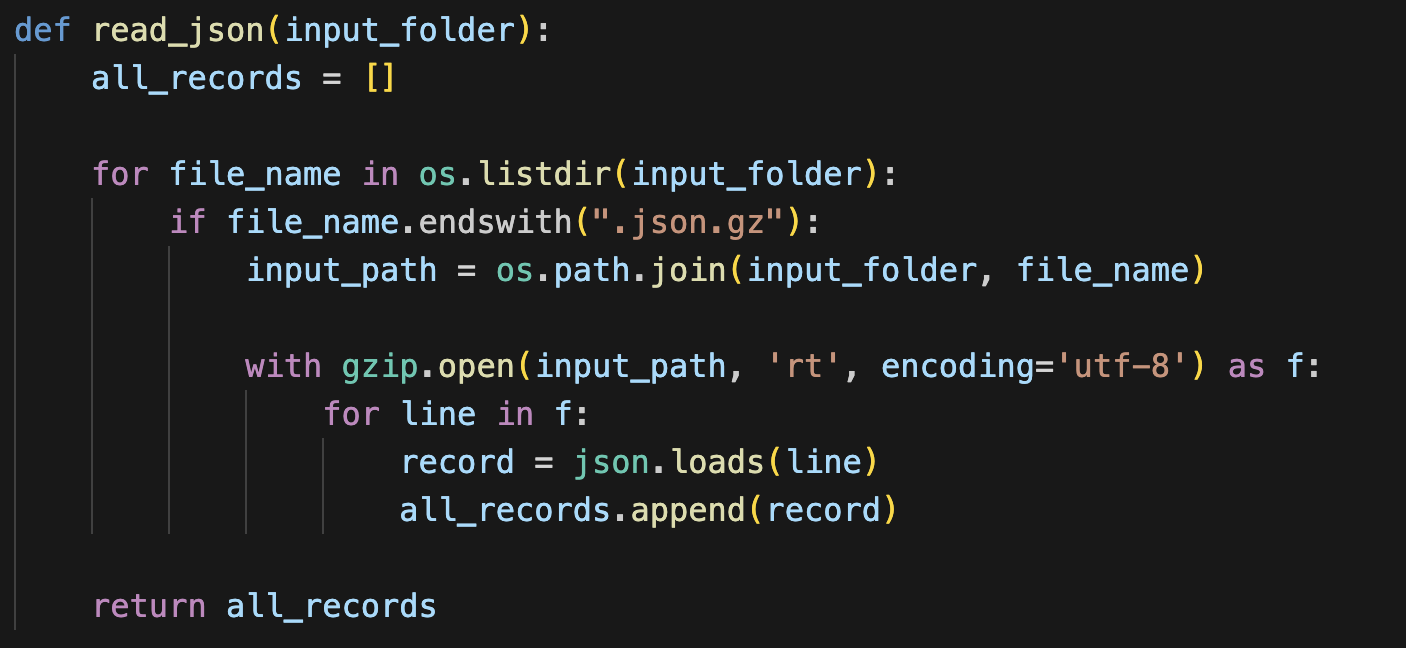 def read_json(input_folder):
    all_records = []

    for file_name in os.listdir(input_folder):
        if file_name.endswith(".json.gz"):
            input_path = os.path.join(input_folder, file_name)

            with gzip.open(input_path, 'rt', encoding='utf-8') as f:
                for line in f:
                    record = json.loads(line)
                    all_records.append(record)

    return all_records